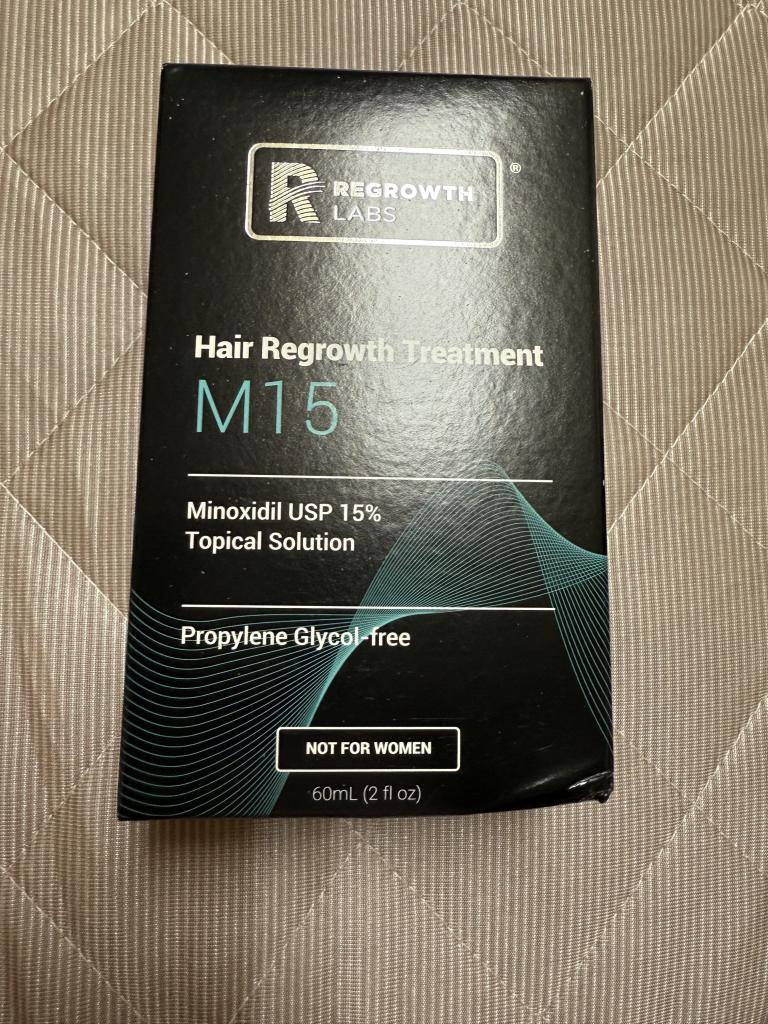 R REGROWTH
LABS
®
Hair Regrowth Treatment
M15
Minoxidil USP 15%
Topical Solution
Propylene Glycol-free
NOT FOR WOMEN
60mL (2 fl oz)